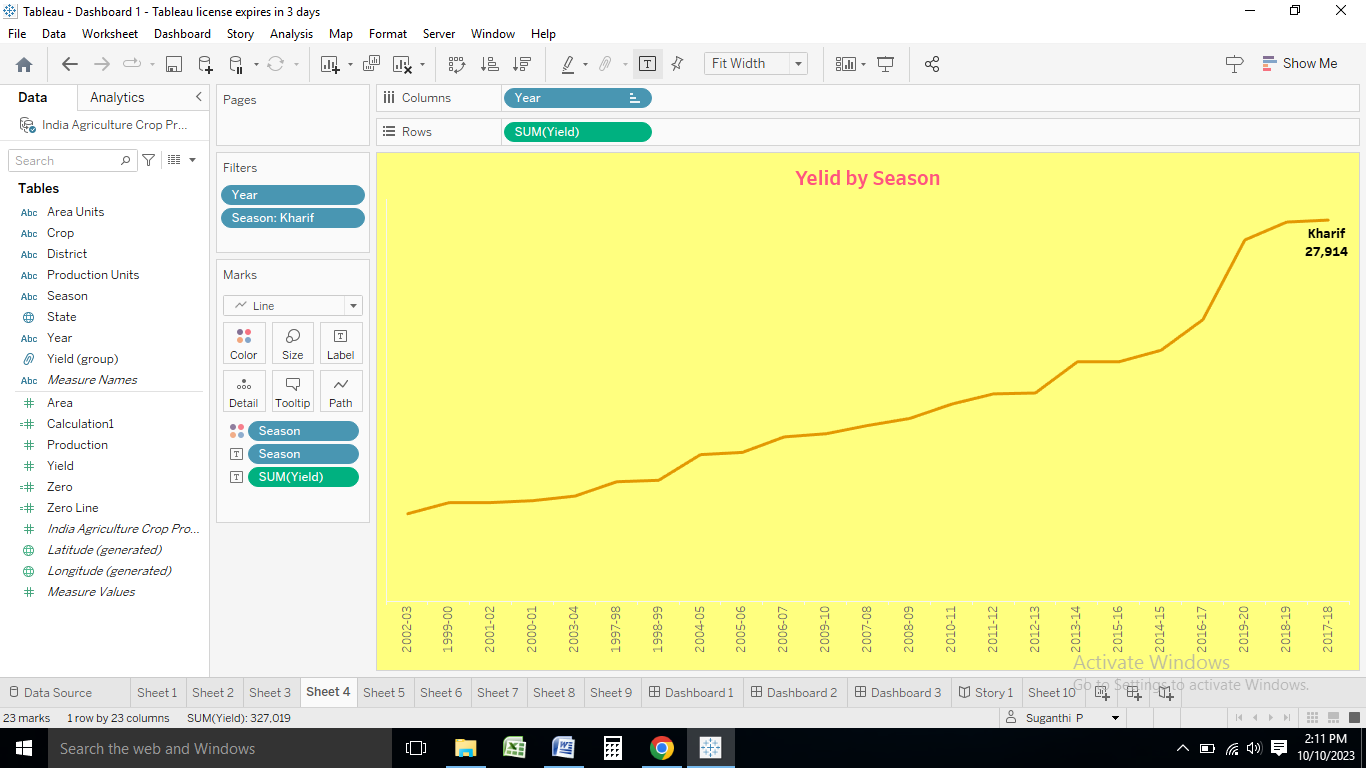 Tableau - Dashboard 1 - Tableau license expires in 3 days
File Data Worksheet Dashboard Story Analysis Map Format Server Window Help
Fit Width
Show Me
Data Analytics
India Agriculture Crop Pr...
Search
Tables
Abc Area Units
Abc Crop
Abc District
Abc Production Units
Abc Season
State
Abc Year
Yield (group)
Abc Measure Names
Area
Calculation1
Production
Yield
Zero
Zero Line
India Agriculture Crop Pro...
Latitude (generated)
Longitude (generated)
Measure Values
Pages
Filters
Year
Season: Kharif
Marks
Line
Color Size Label
Detail Tooltip Path
Season
Season
SUM(Yield)
Columns Year
Rows SUM(Yield)
Yelid by Season
Kharif
27,914
2002-03
1999-00
2001-02
2000-01
2003-04
1997-98
1998-99
2004-05
2005-06
2006-07
2009-10
2007-08
2008-09
2010-11
2011-12
2012-13
2013-14
2015-16
2014-15
2016-17
2019-20
2018-19
2017-18
Activate Windows
Go to Settings to activate Windows.
Data Source Sheet 1 Sheet 2 Sheet 3 Sheet 4 Sheet 5 Sheet 6 Sheet 7 Sheet 8 Sheet 9 Dashboard 1 Dashboard 2 Dashboard 3 Story 1 Sheet 10
23 marks 1 row by 23 columns SUM(Yield): 327,019
Suganthi P
Search the web and Windows
2:11 PM
10/10/2023